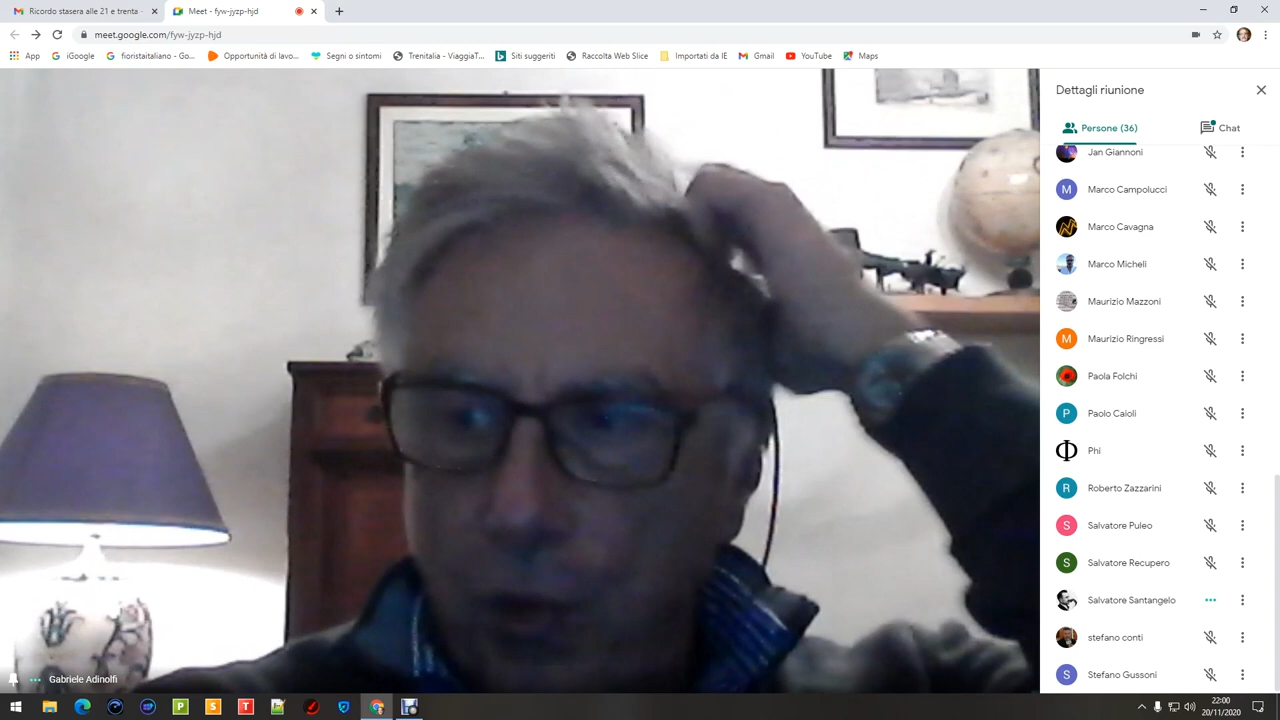 Ricordo stasera alle 21 e trenta -
Meet - fyw-jyzp-hjd
meet.google.com/fyw-jyzp-hjd
App
iGoogle
fioristaitaliano - Go...
Opportunità di lavo...
Segni o sintomi
Trenitalia - ViaggiaT...
Siti suggeriti
Raccolta Web Slice
Importati da IE
Gmail
YouTube
Maps
Dettagli riunione
Persone (36)
Chat
Jan Giannoni
M Marco Campolucci
Marco Cavagna
Marco Micheli
Maurizio Mazzoni
M Maurizio Ringressi
Paola Folchi
P Paolo Caioli
Φ Phi
R Roberto Zazzarini
S Salvatore Puleo
S Salvatore Recupero
Salvatore Santangelo
stefano conti
S Stefano Gussoni
Gabriele Adinolfi
P
S
T
22:00
20/11/2020